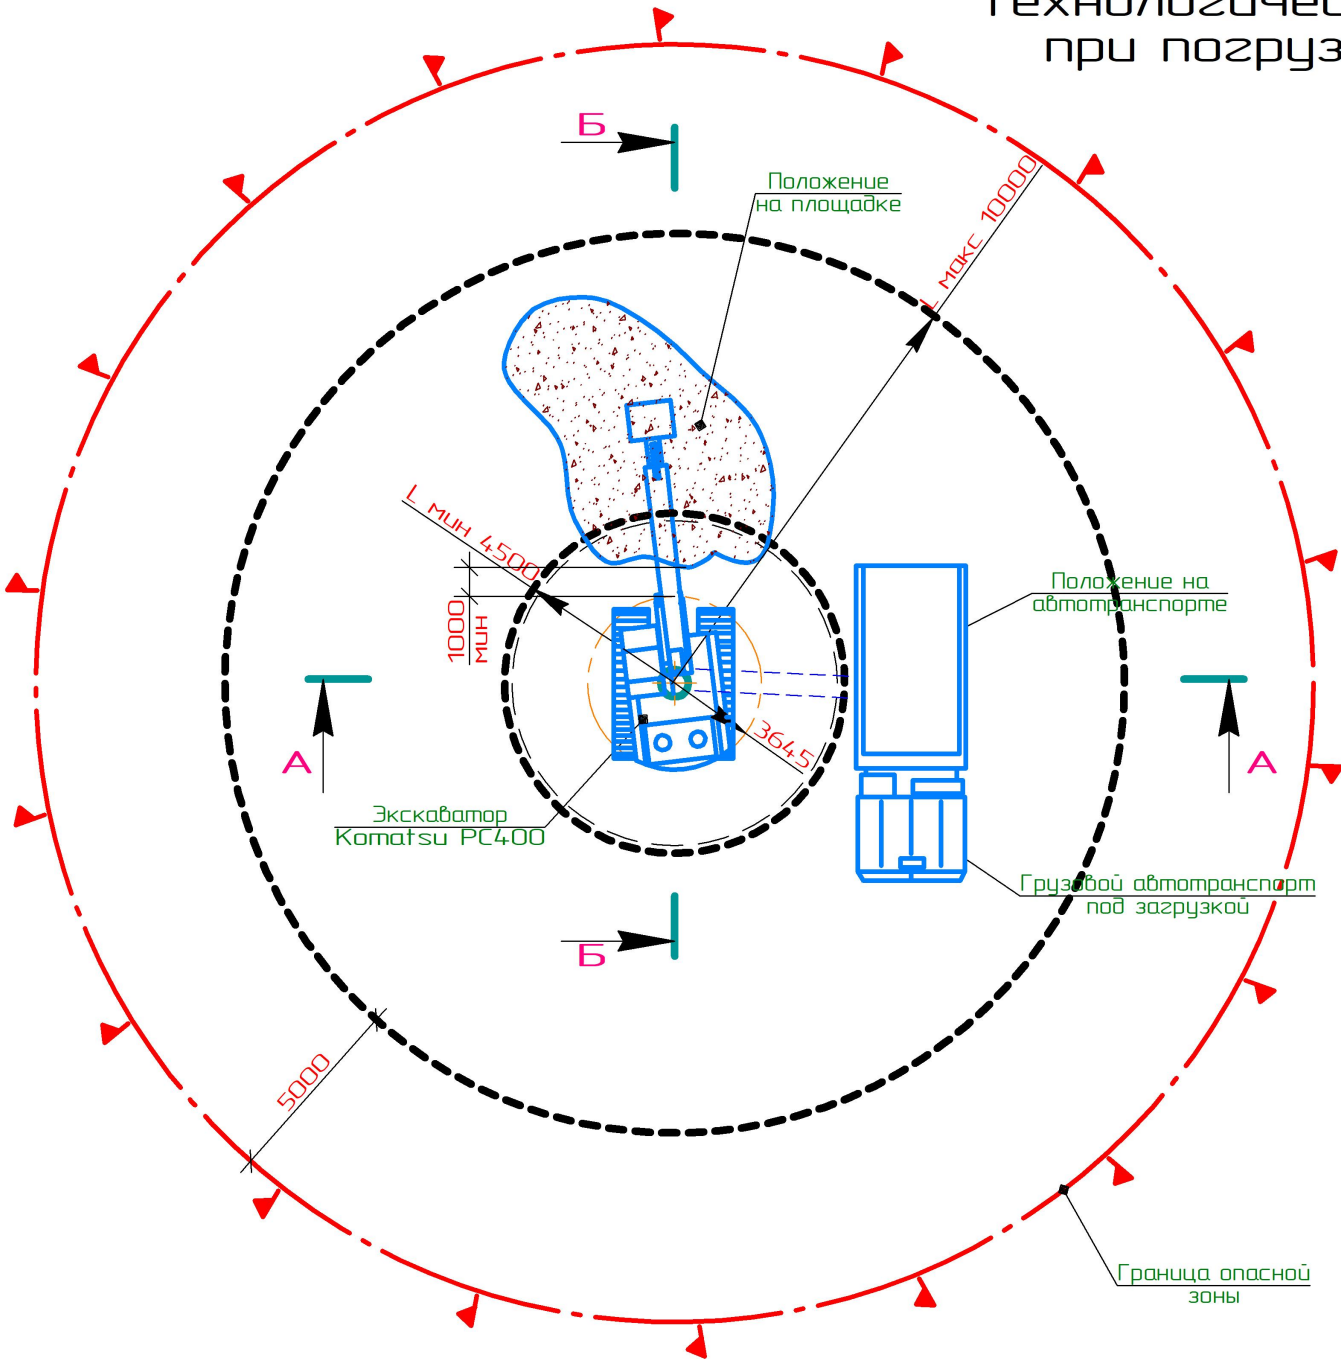 при погруз
Б
Положение
на площадке
L макс 10000
L мин 4500
1000
мин
Положение на
автотранспорте
3645
А
А
Экскаватор
Komatsu PC400
Грузовой автотранспорт
под загрузкой
Б
5000
Граница опасной
зоны